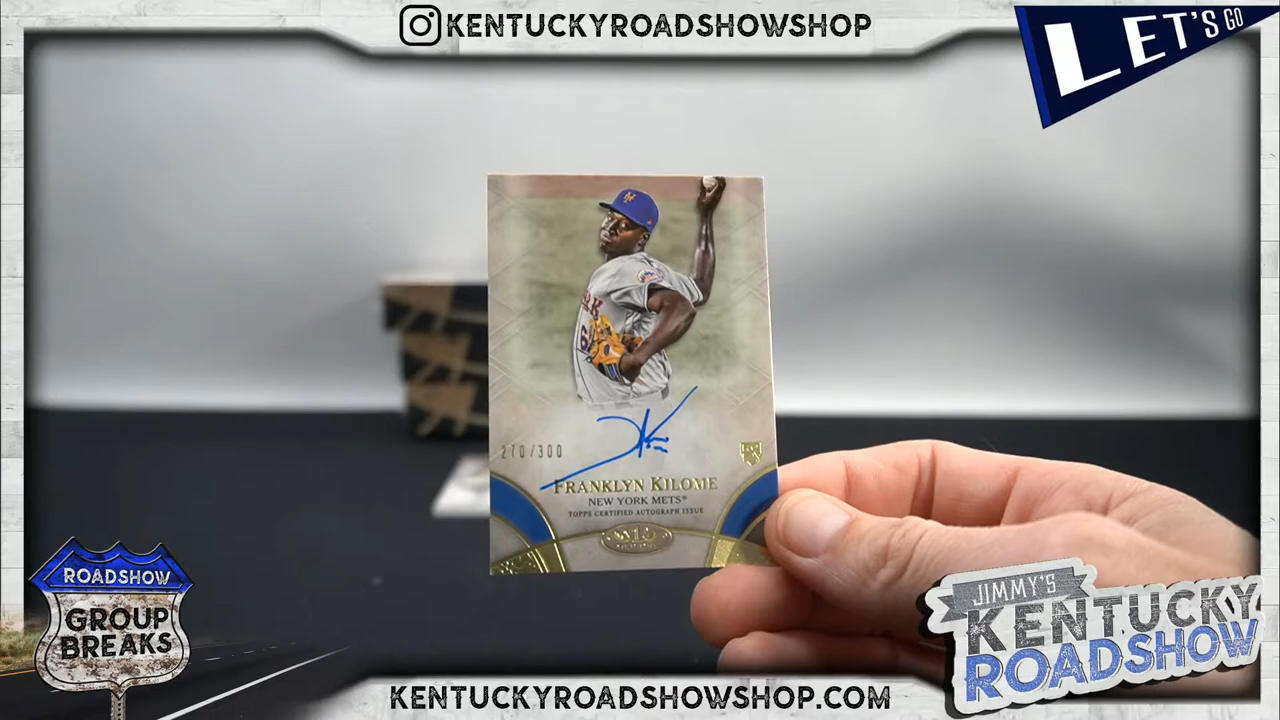 KENTUCKYROADSHOWSHOP
LET'S GO
270/300
FRANKLYN KILOME
NEW YORK METS®
TOPPS CERTIFIED AUTOGRAPH ISSUE
ROADSHOW
GROUP
BREAKS
JIMMY'S
KENTUCKY
ROADSHOW
KENTUCKYROADSHOWSHOP.COM